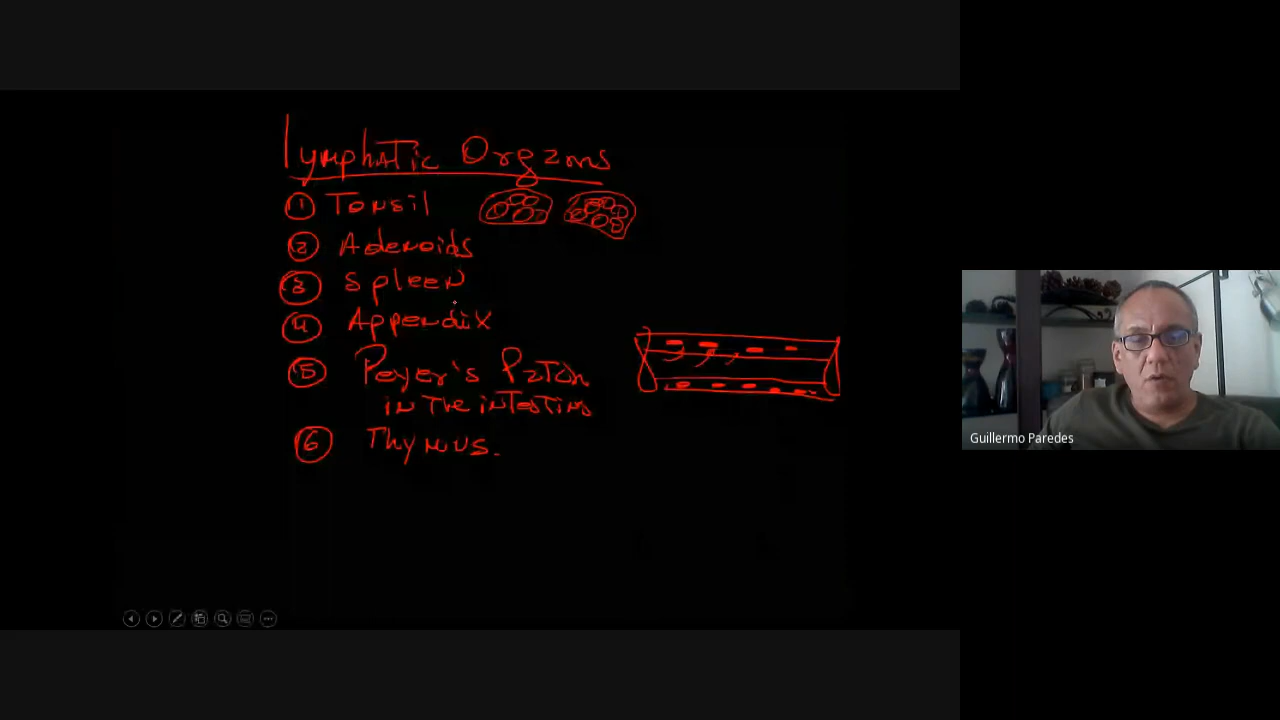 Lymphatic Organs
1 Tonsil
2 Adenoids
3 Spleen
4 Appendix
5 Peyer's Patch
in the intestins
6 Thymus.
Guillermo Paredes